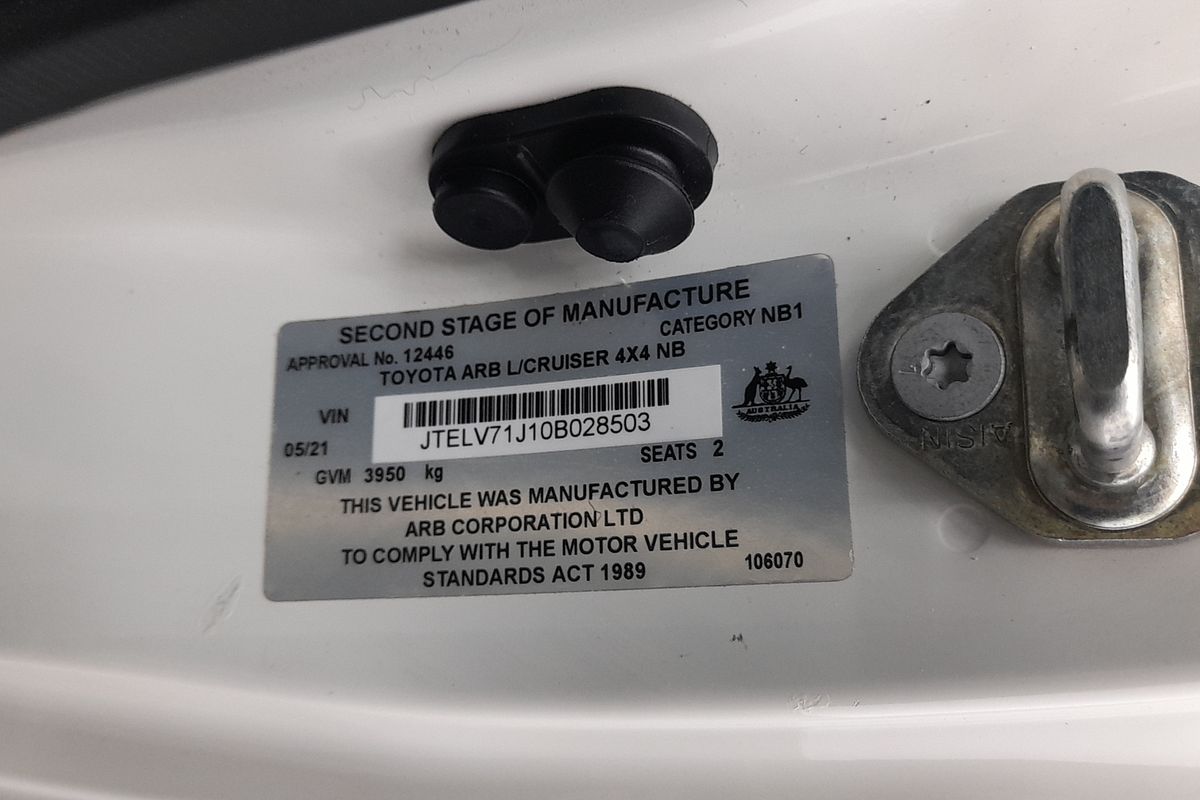 SECOND STAGE OF MANUFACTURE
APPROVAL No. 12446 CATEGORY NB1
TOYOTA ARB L/CRUISER 4X4 NB
VIN
JTELV71J10B028503
AUSTRALIA
05/21
GVM 3950 kg SEATS 2
THIS VEHICLE WAS MANUFACTURED BY
ARB CORPORATION LTD
TO COMPLY WITH THE MOTOR VEHICLE
STANDARDS ACT 1989
106070
AISIN